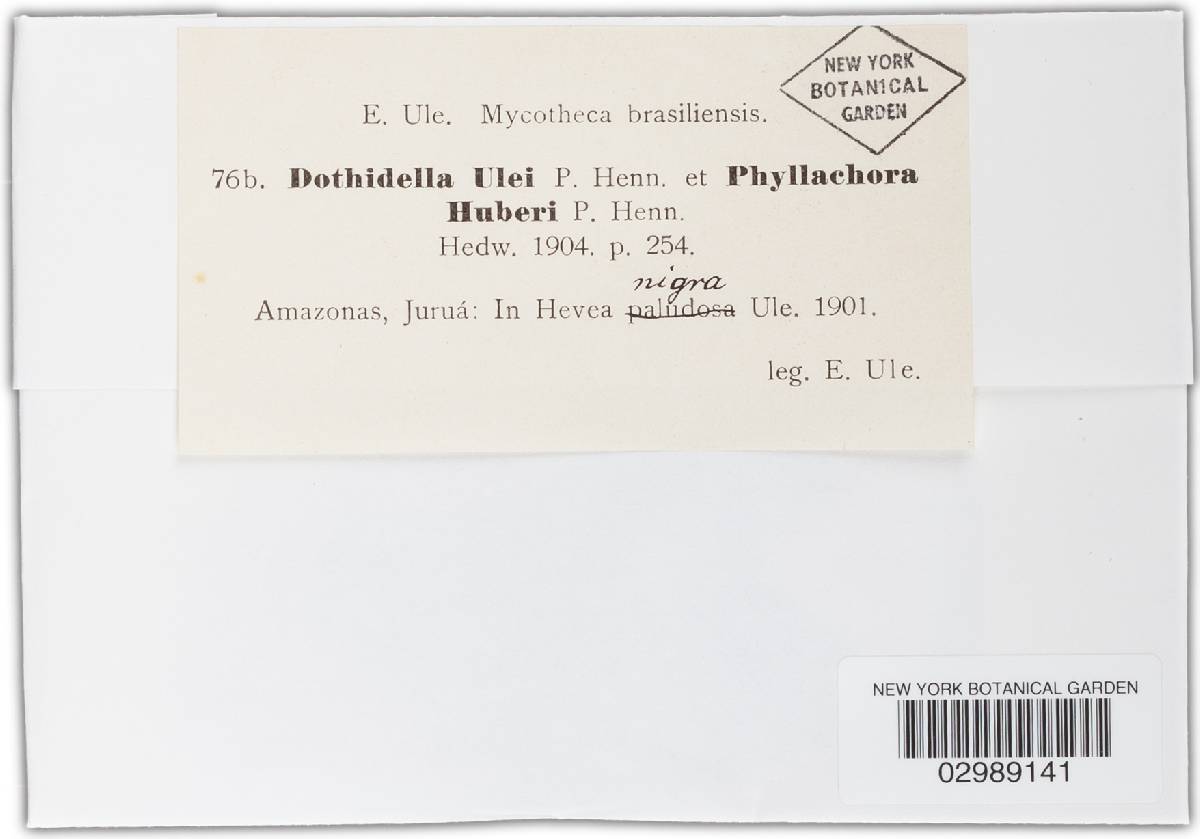 NEW YORK
BOTANICAL
GARDEN
E. Ule. Mycotheca brasiliensis.
76b. Dothidella Ulei P. Henn. et Phyllachora
Huberi P. Henn.
Hedw. 1904. p. 254.
nigra
Amazonas, Juruá: In Hevea paludosa Ule. 1901.
leg. E. Ule.
NEW YORK BOTANICAL GARDEN
02989141